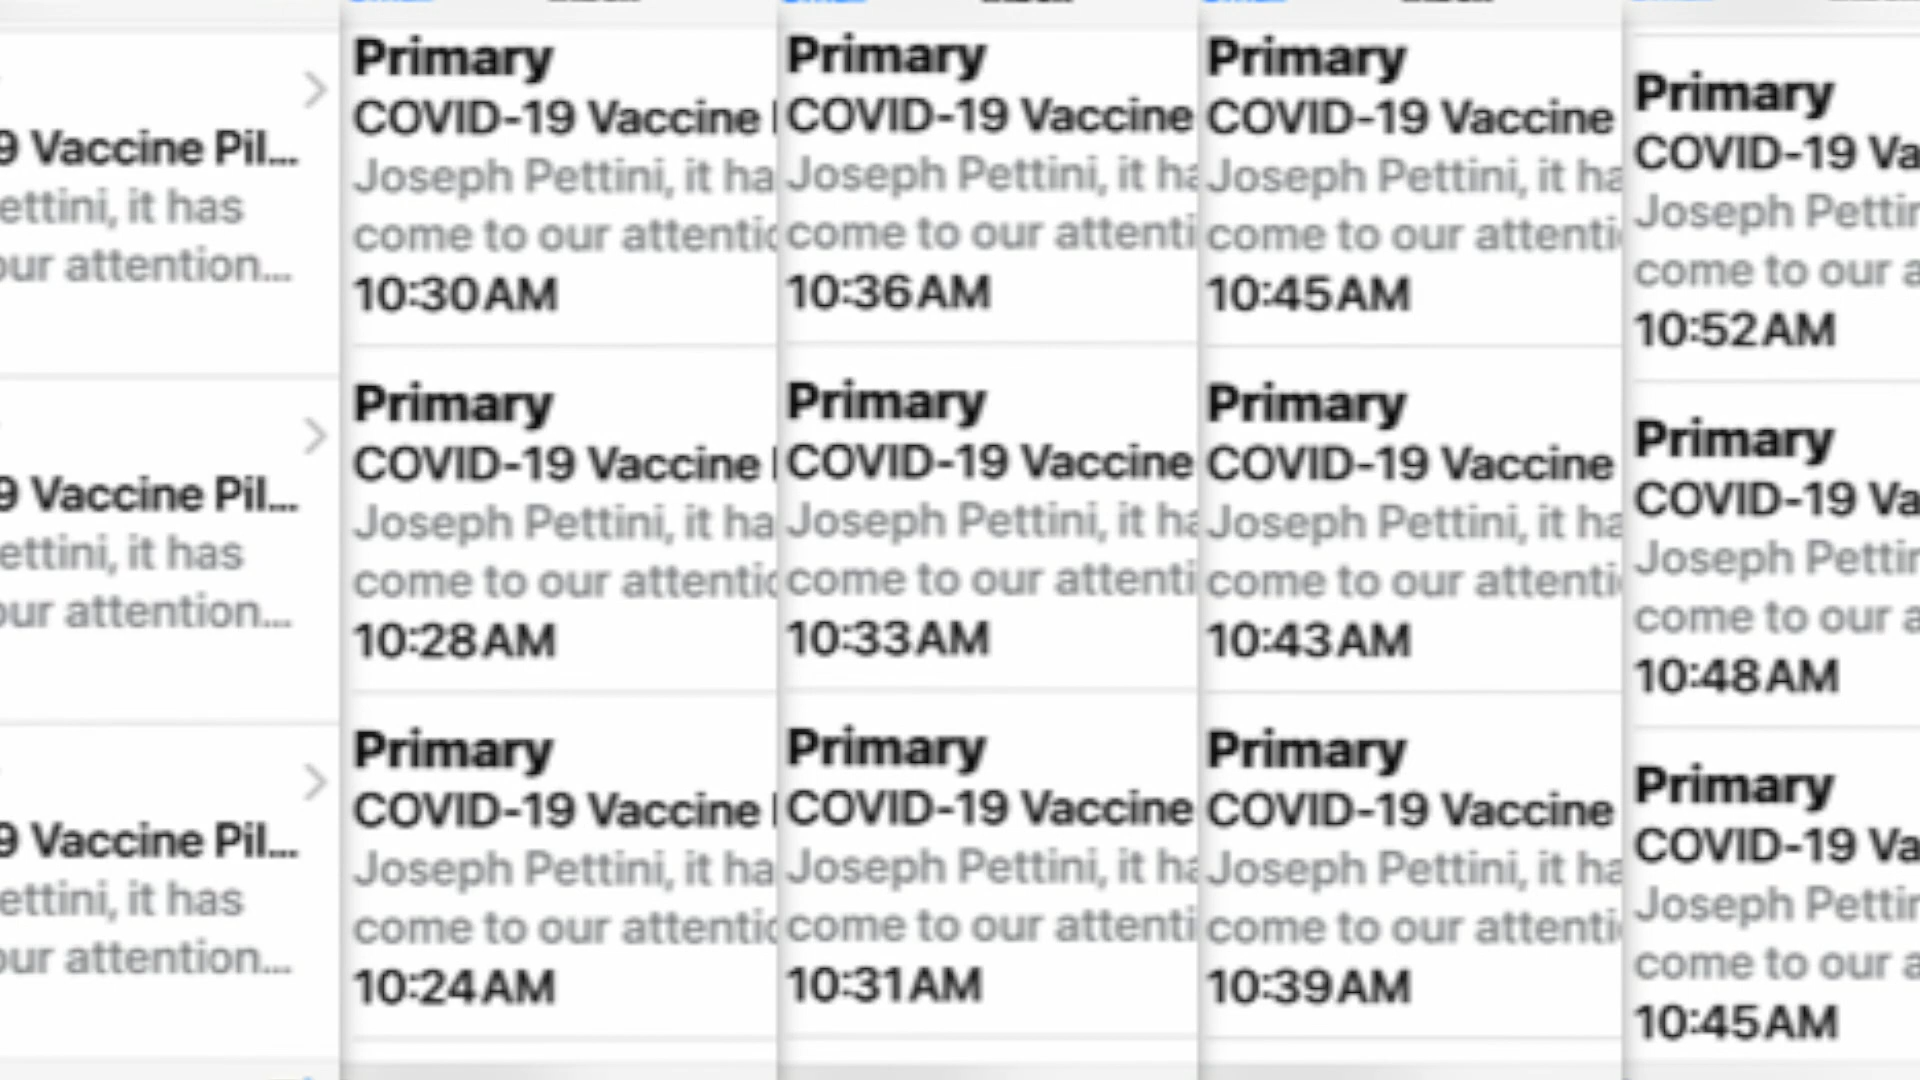 9 Vaccine Pil...
ettini, it has
our attention...
9 Vaccine Pil...
ettini, it has
our attention...
9 Vaccine Pil...
ettini, it has
our attention...
Primary
COVID-19 Vaccine
Joseph Pettini, it ha
come to our attentic
10:30AM
Primary
COVID-19 Vaccine
Joseph Pettini, it ha
come to our attentic
10:28AM
Primary
COVID-19 Vaccine
Joseph Pettini, it ha
come to our attentic
10:24AM
Primary
COVID-19 Vaccine
Joseph Pettini, it ha
come to our attenti
10:36AM
Primary
COVID-19 Vaccine
Joseph Pettini, it ha
come to our attenti
10:33AM
Primary
COVID-19 Vaccine
Joseph Pettini, it ha
come to our attenti
10:31AM
Primary
COVID-19 Vaccine
Joseph Pettini, it ha
come to our attenti
10:45AM
Primary
COVID-19 Vaccine
Joseph Pettini, it ha
come to our attenti
10:43AM
Primary
COVID-19 Vaccine
Joseph Pettini, it ha
come to our attenti
10:39AM
Primary
COVID-19 Va
Joseph Pettin
come to our a
10:52AM
Primary
COVID-19 Va
Joseph Pettin
come to our a
10:48AM
Primary
COVID-19 Va
Joseph Pettin
come to our a
10:45AM